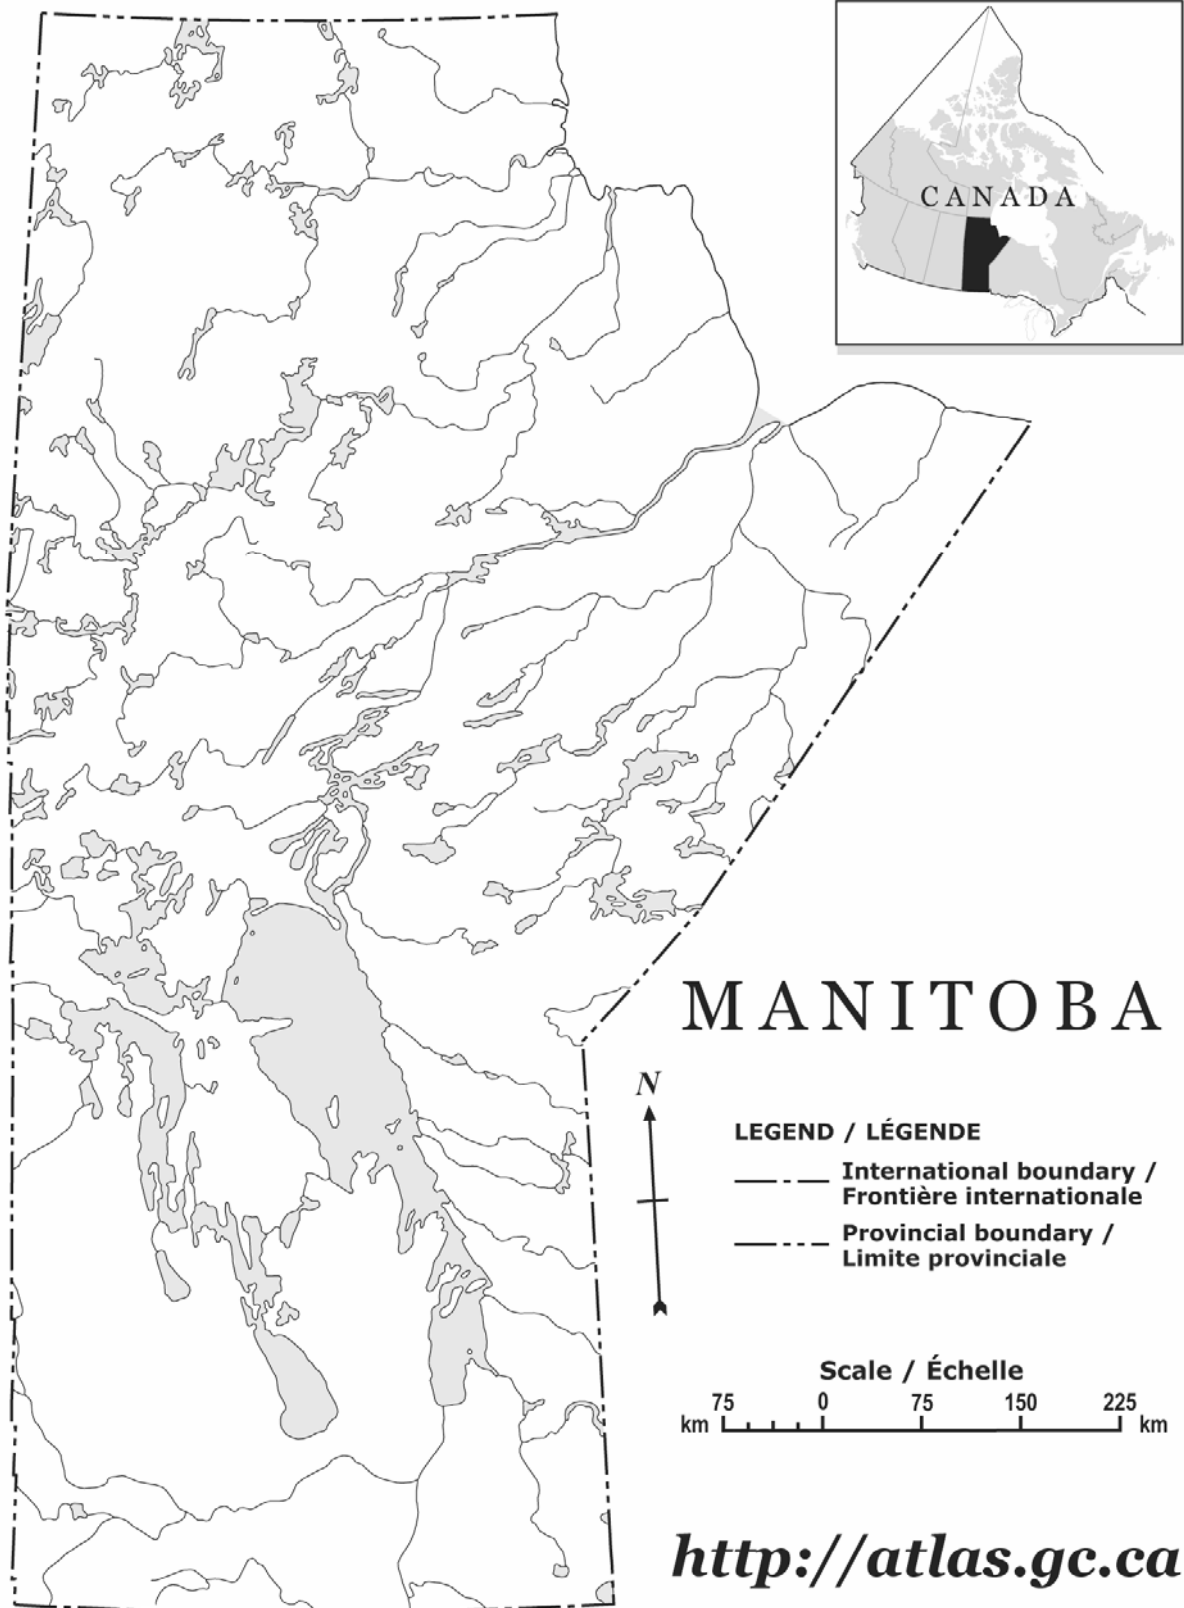 CANADA
MANITOBA
N
LEGEND / LÉGENDE
International boundary /
Frontière internationale
Provincial boundary /
Limite provinciale
Scale / Échelle
75 0 75 150 225
km km
http://atlas.gc.ca